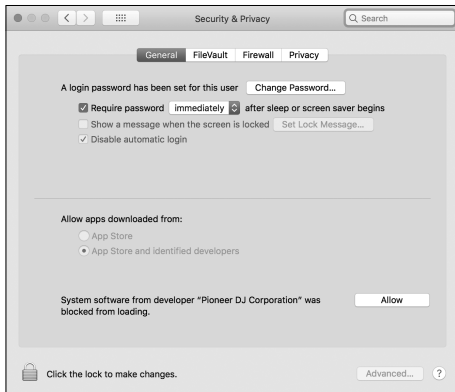 Security & Privacy
Search
General FileVault Firewall Privacy
A login password has been set for this user Change Password...
Require password immediately after sleep or screen saver begins
Show a message when the screen is locked Set Lock Message...
Disable automatic login
Allow apps downloaded from:
App Store
App Store and identified developers
System software from developer “Pioneer DJ Corporation” was Allow
blocked from loading.
Click the lock to make changes.
Advanced... ?